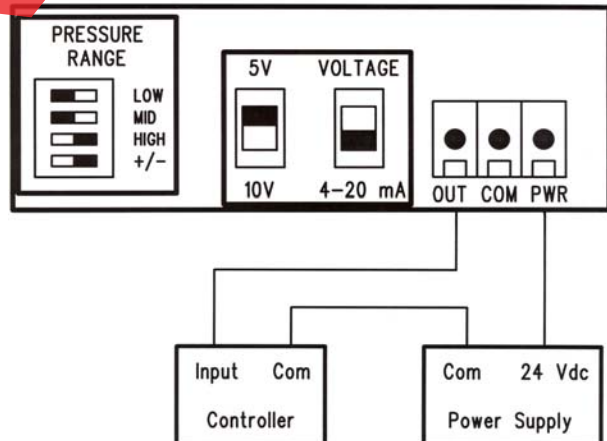 PRESSURE
RANGE
LOW
MID
HIGH
+/-
5V VOLTAGE
10V 4-20 mA
OUT COM PWR
Input Com
Controller
Com 24 Vdc
Power Supply